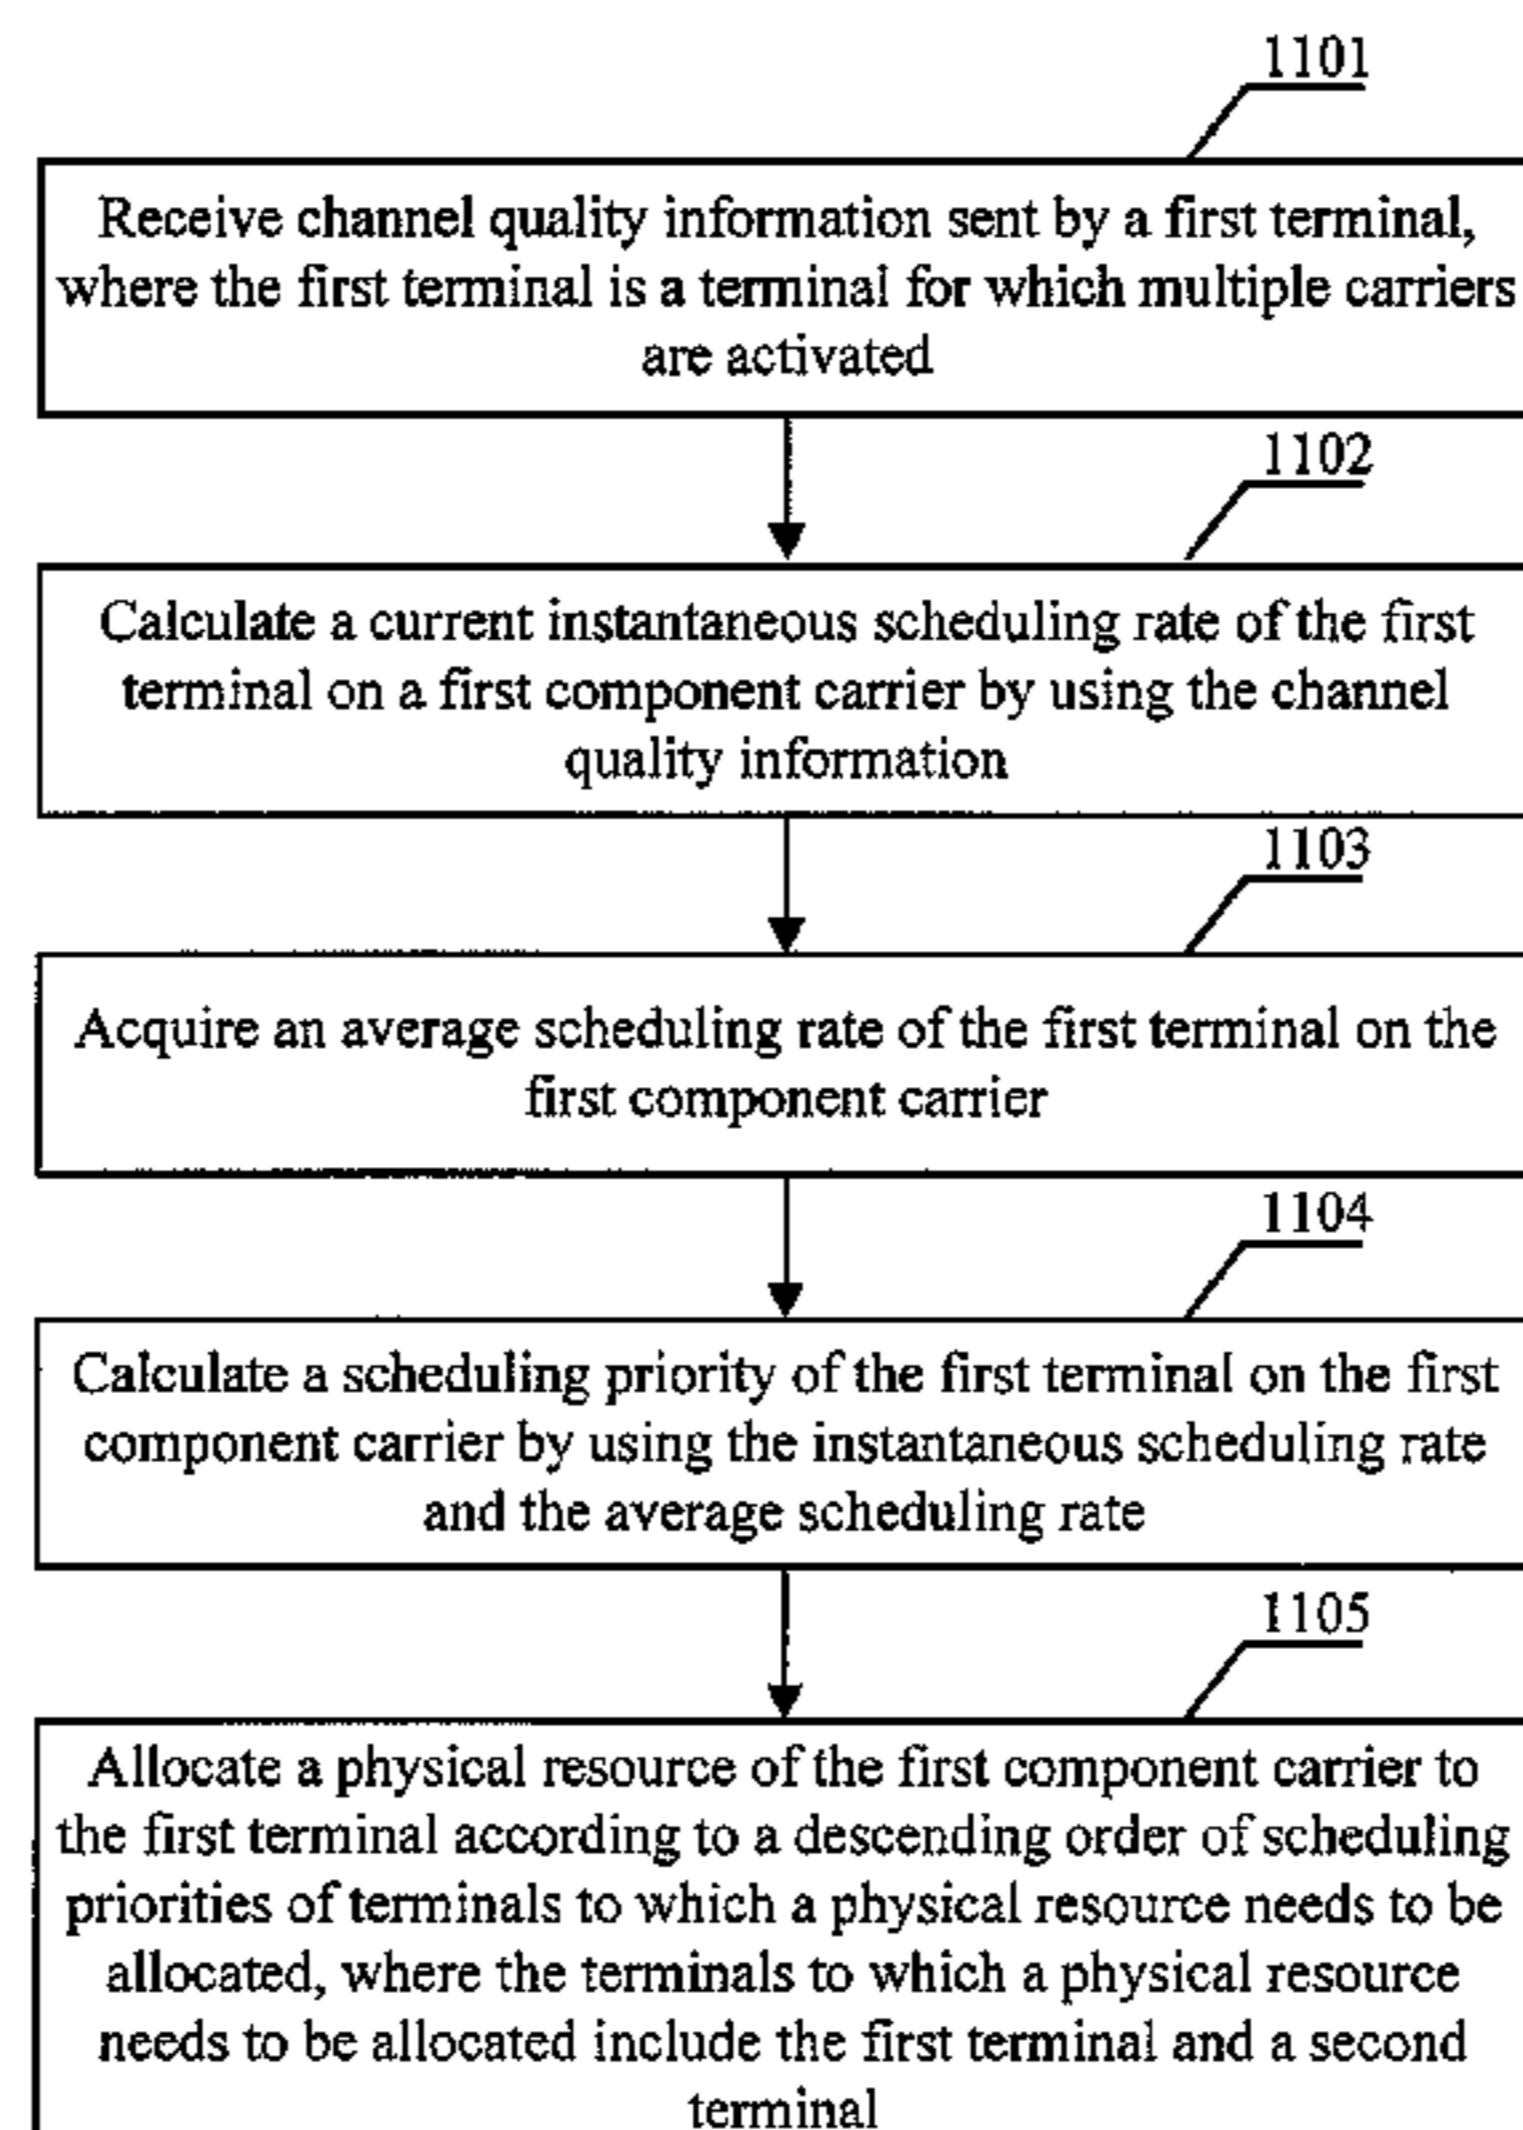 1101
Receive channel quality information sent by a first terminal,
where the first terminal is a terminal for which multiple carriers
are activated
1102
Calculate a current instantaneous scheduling rate of the first
terminal on a first component carrier by using the channel
quality information
1103
Acquire an average scheduling rate of the first terminal on the
first component carrier
1104
Calculate a scheduling priority of the first terminal on the first
component carrier by using the instantaneous scheduling rate
and the average scheduling rate
1105
Allocate a physical resource of the first component carrier to
the first terminal according to a descending order of scheduling
priorities of terminals to which a physical resource needs to be
allocated, where the terminals to which a physical resource
needs to be allocated include the first terminal and a second
terminal